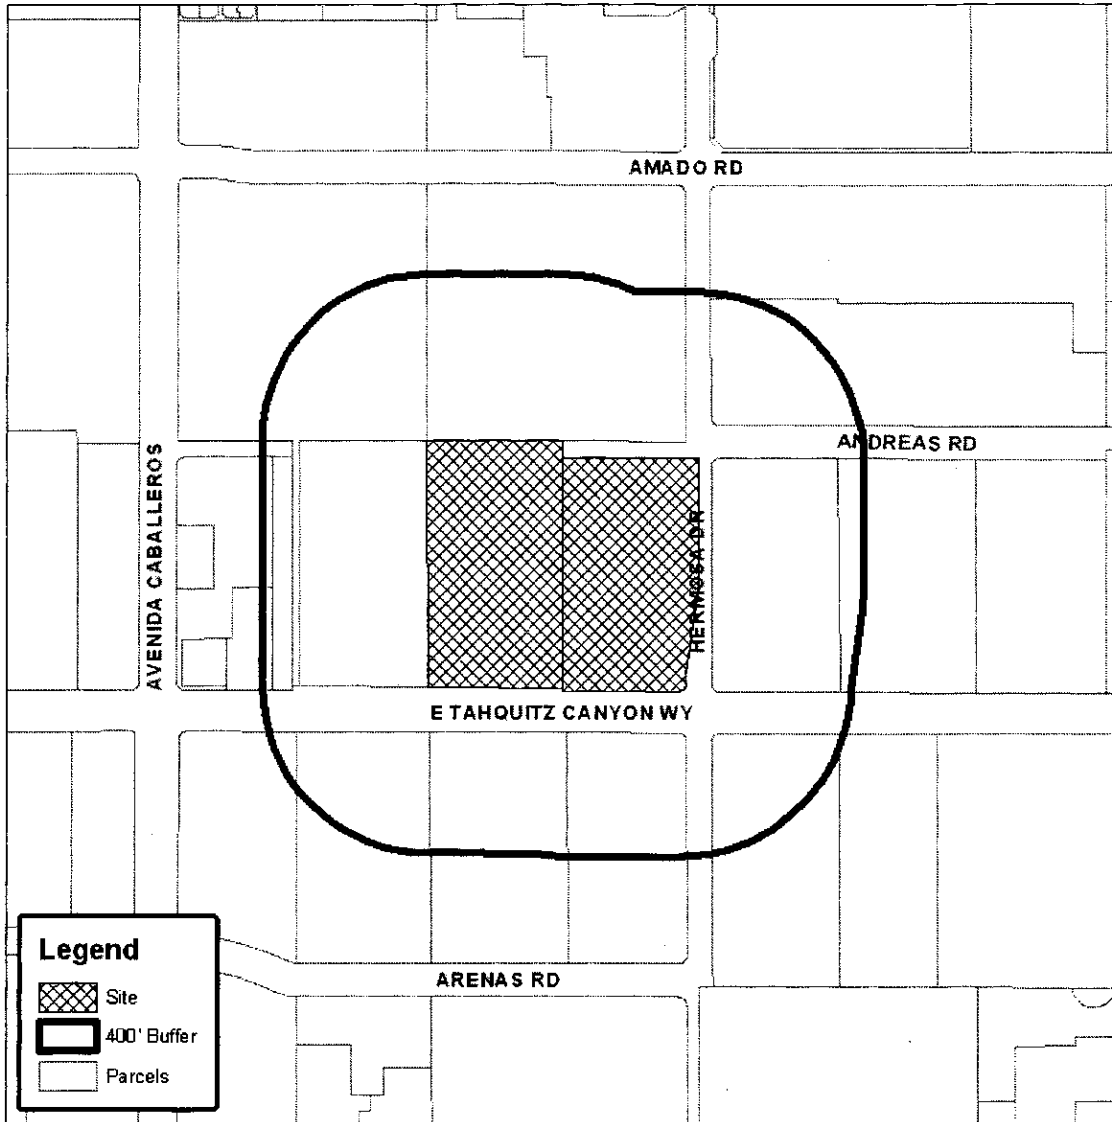 AMADO RD
ANDREAS RD
AVENIDA CABALLEROS
HERMOSA DR
E TAHQUITZ CANYON WY
ARENAS RD
Legend
Site
400' Buffer
Parcels